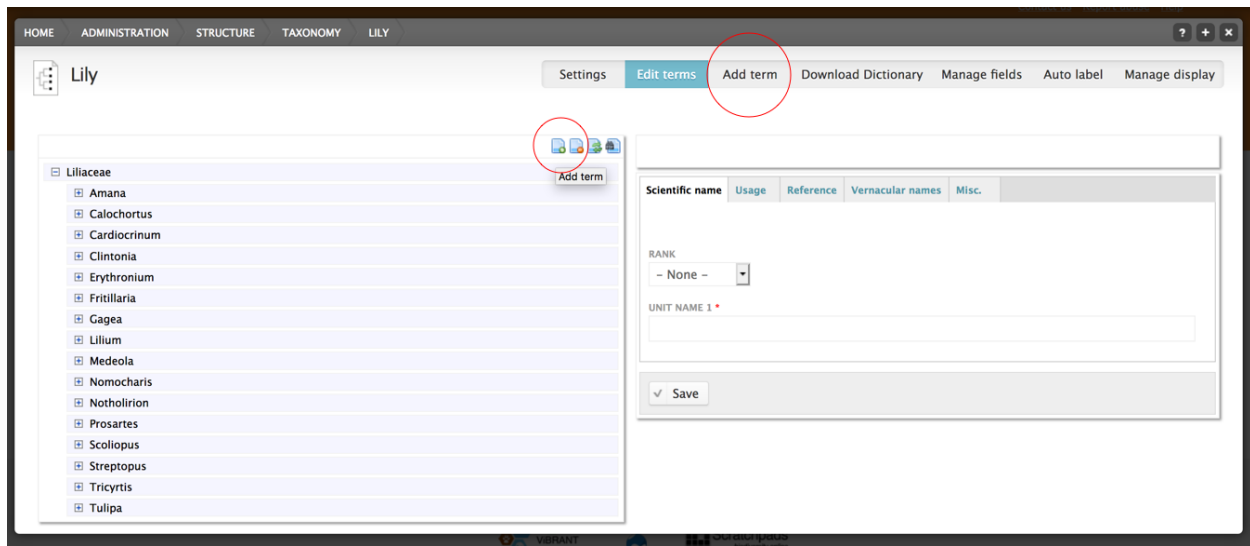 HOME ADMINISTRATION STRUCTURE TAXONOMY LILY ? + ×
Lily
Settings Edit terms Add term Download Dictionary Manage fields Auto label Manage display
Add term
Liliaceae
Amana
Calochortus
Cardiocrinum
Clintonia
Erythronium
Fritillaria
Gagea
Lilium
Medeola
Nomocharis
Notholirion
Prosartes
Scoliopus
Streptopus
Tricyrtis
Tulipa
Scientific name Usage Reference Vernacular names Misc.
RANK
– None –
UNIT NAME 1 *
Save
ViBRANT Scratchpads